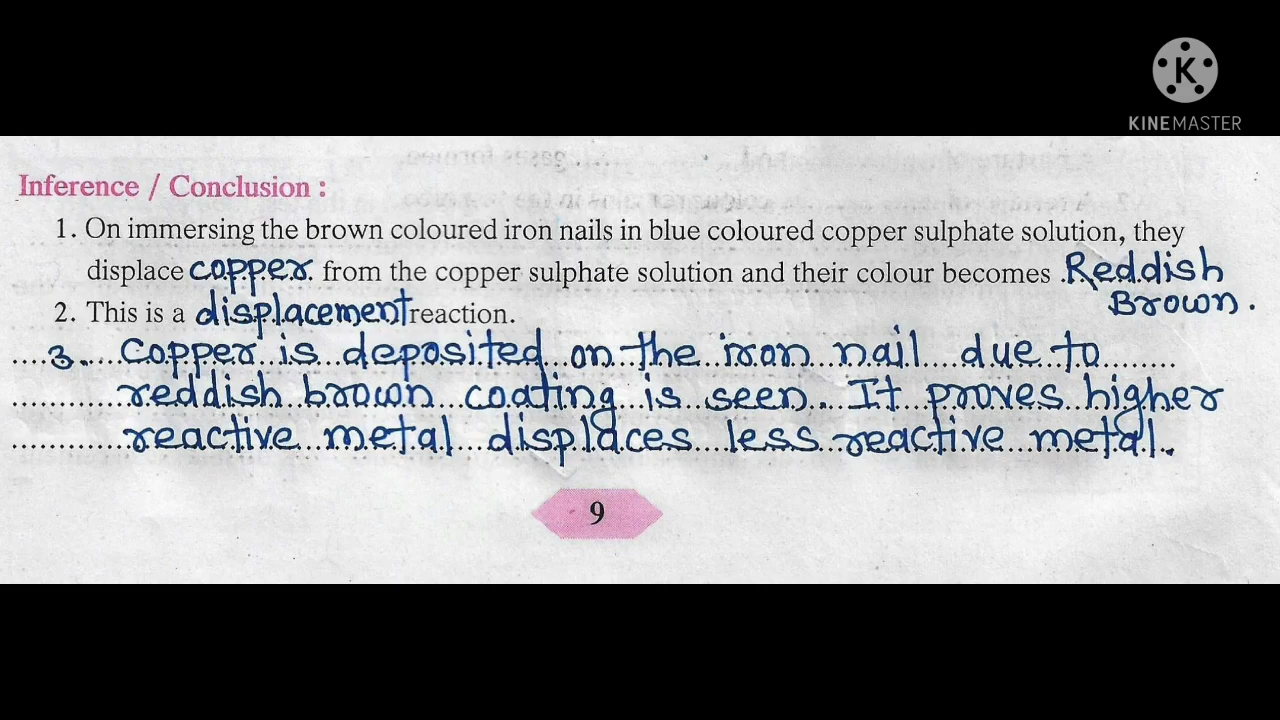 K
KINEMASTER
Inference / Conclusion :
1. On immersing the brown coloured iron nails in blue coloured copper sulphate solution, they
displace copper from the copper sulphate solution and their colour becomes Reddish
Brown.
2. This is a displacement reaction.
3. Copper is deposited on the iron nail due to
reddish brown coating is seen. It proves higher
reactive metal displaces less reactive metal.
9